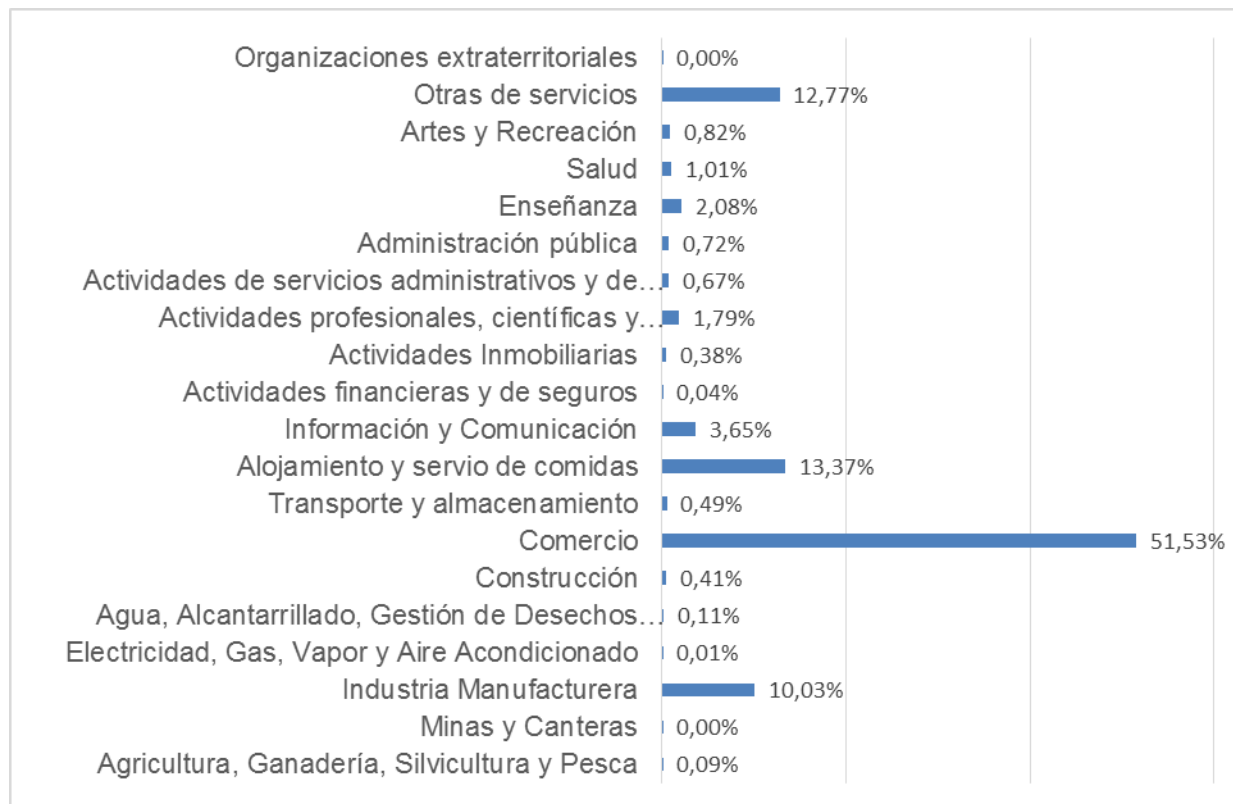 Organizaciones extraterritoriales 0,00%
Otras de servicios 12,77%
Artes y Recreación 0,82%
Salud 1,01%
Enseñanza 2,08%
Administración pública 0,72%
Actividades de servicios administrativos y de… 0,67%
Actividades profesionales, científicas y… 1,79%
Actividades Inmobiliarias 0,38%
Actividades financieras y de seguros 0,04%
Información y Comunicación 3,65%
Alojamiento y servio de comidas 13,37%
Transporte y almacenamiento 0,49%
Comercio 51,53%
Construcción 0,41%
Agua, Alcantarrillado, Gestión de Desechos… 0,11%
Electricidad, Gas, Vapor y Aire Acondicionado 0,01%
Industria Manufacturera 10,03%
Minas y Canteras 0,00%
Agricultura, Ganadería, Silvicultura y Pesca 0,09%